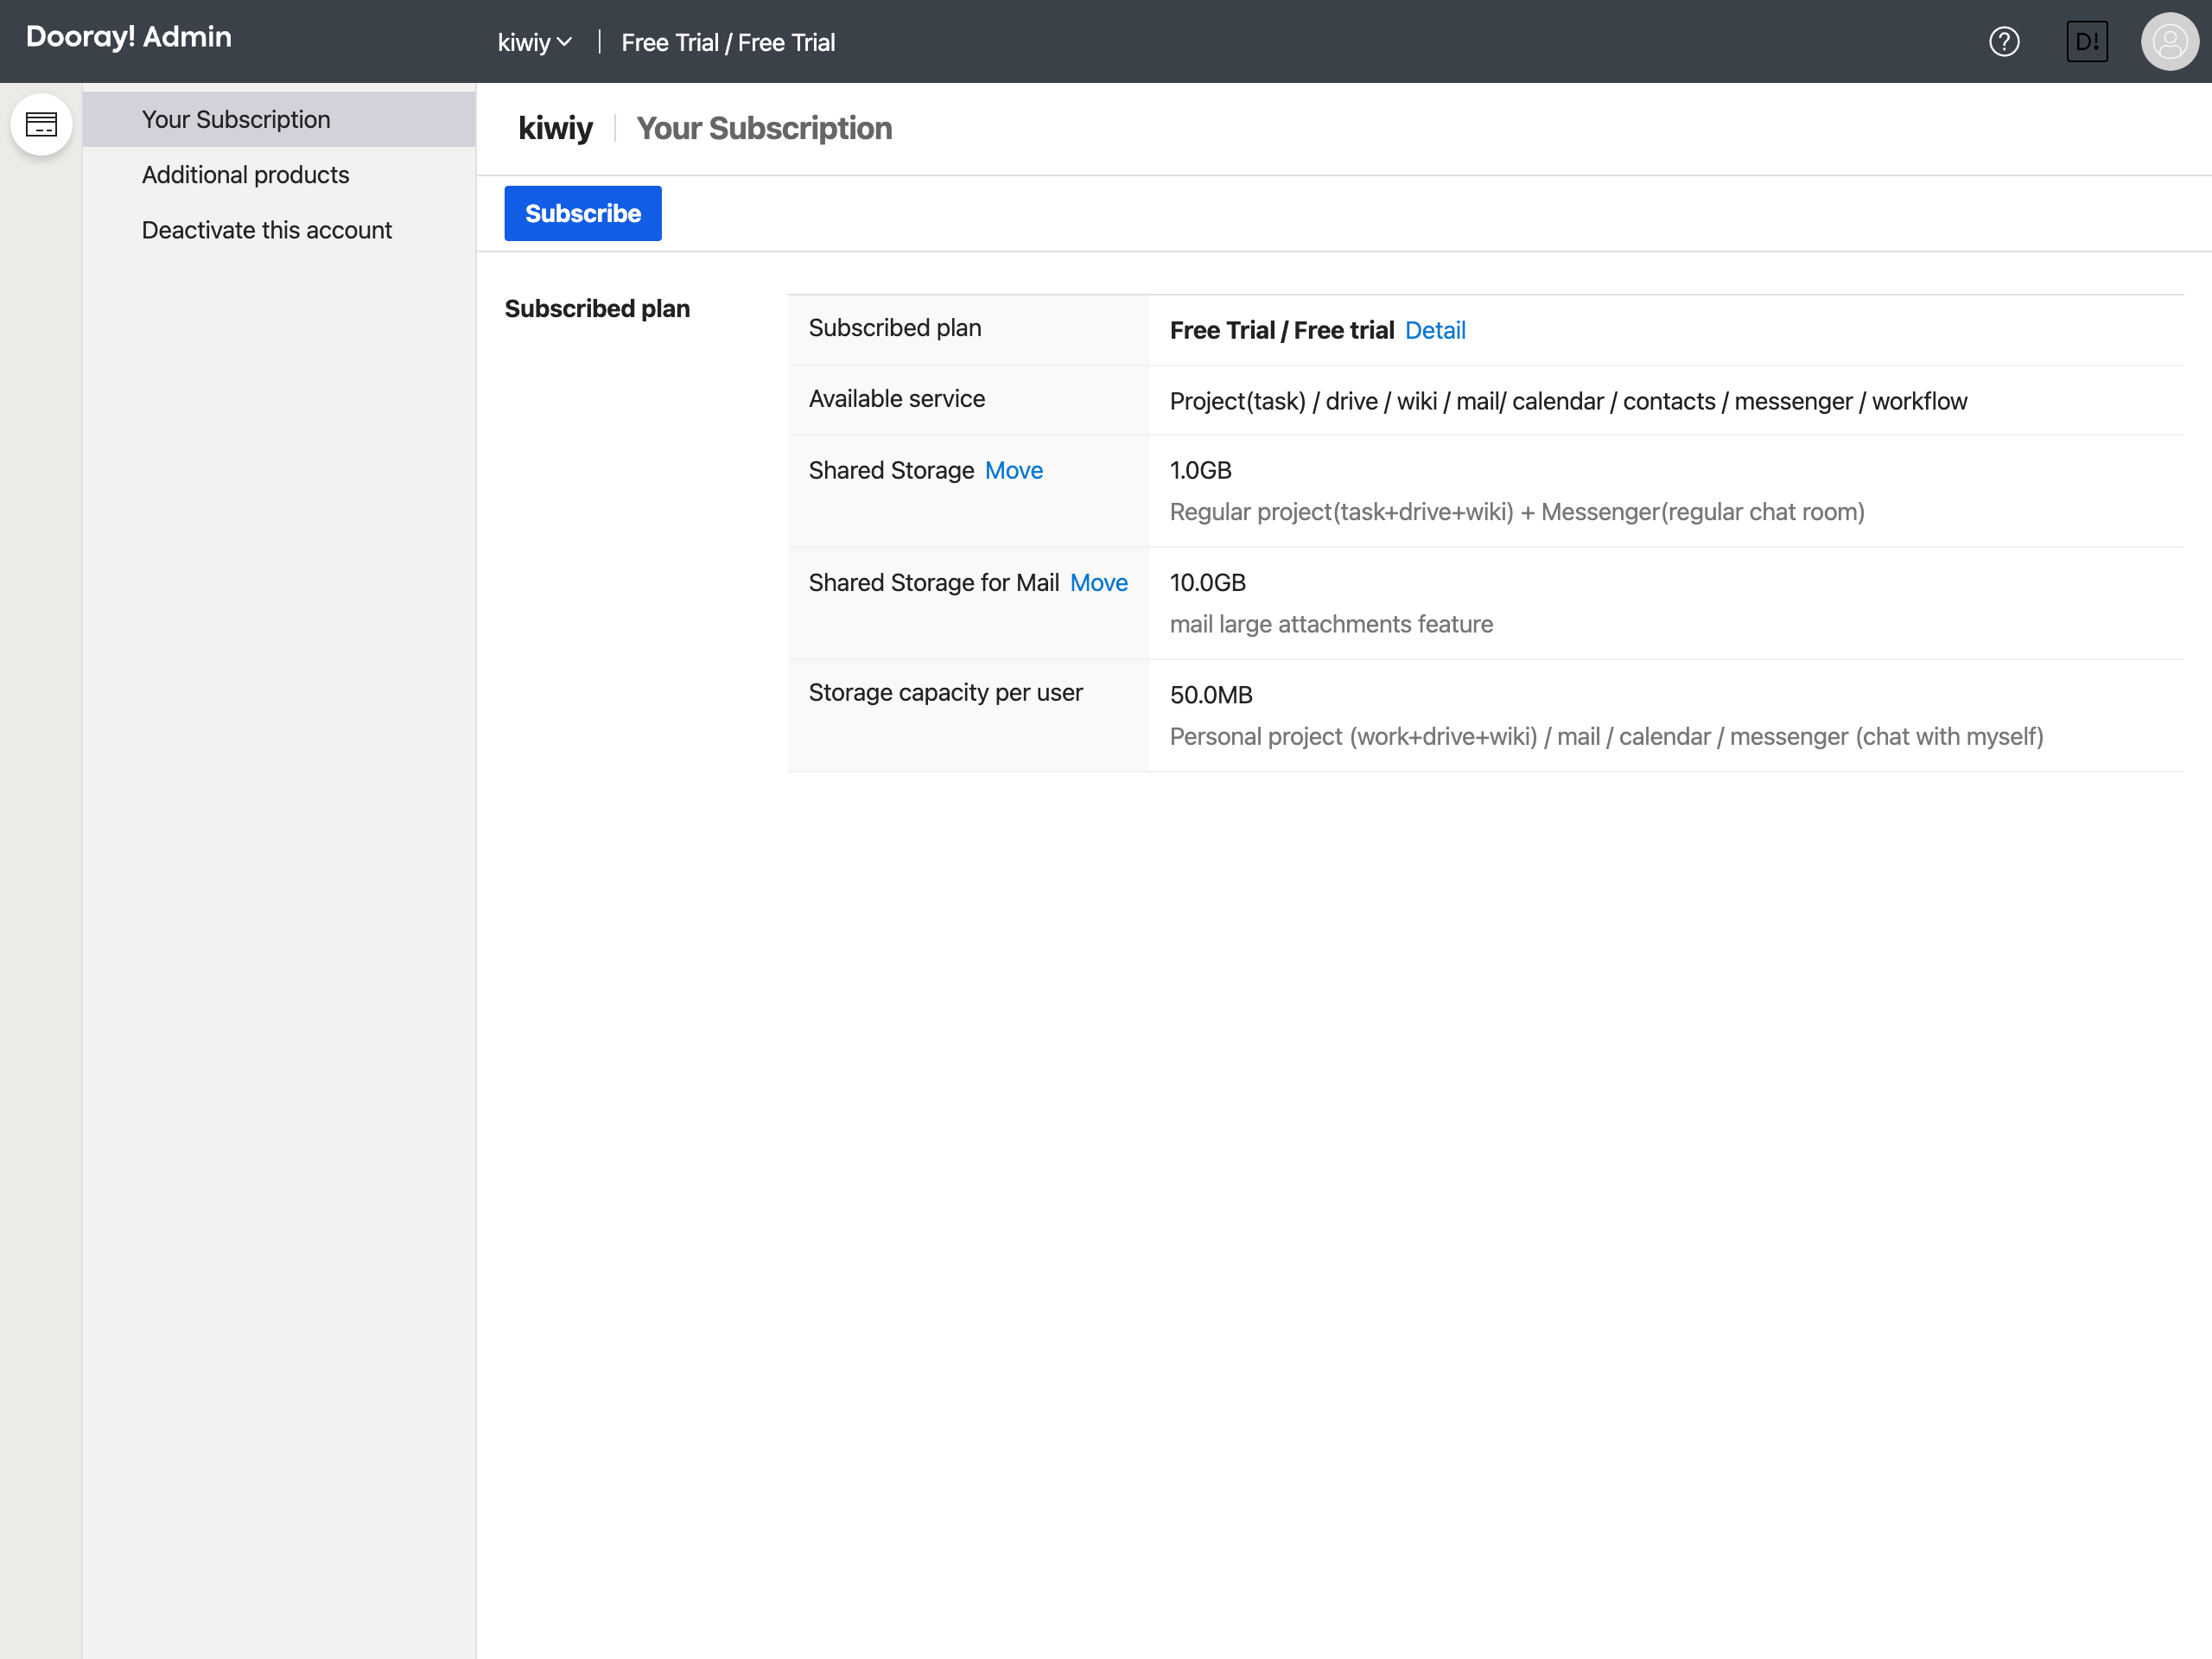 Dooray! Admin
kiwiy
Free Trial / Free Trial
?
D!
Your Subscription
Additional products
Deactivate this account
kiwiy
Your Subscription
Subscribe
Subscribed plan
Subscribed plan
Free Trial / Free trial Detail
Available service
Project(task) / drive / wiki / mail/ calendar / contacts / messenger / workflow
Shared Storage Move
1.0GB
Regular project(task+drive+wiki) + Messenger(regular chat room)
Shared Storage for Mail Move
10.0GB
mail large attachments feature
Storage capacity per user
50.0MB
Personal project (work+drive+wiki) / mail / calendar / messenger (chat with myself)